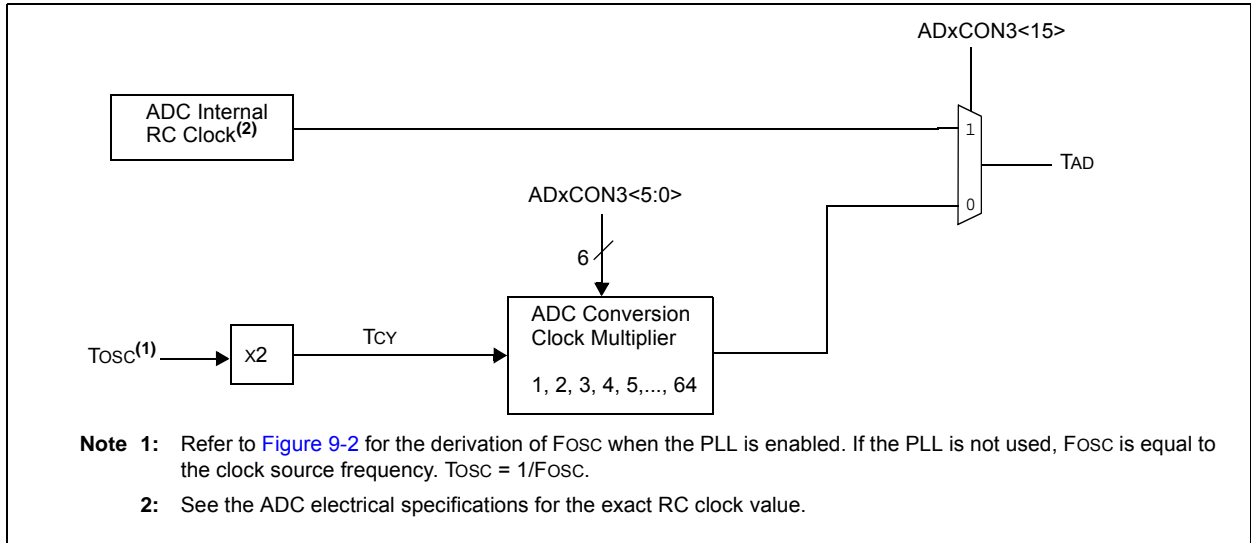 ADxCON3<15>
ADC Internal
RC Clock(2)
1
TAD
ADxCON3<5:0>
0
6
ADC Conversion
Clock Multiplier
TOSC(1)
X2
TCY
1, 2, 3, 4, 5,..., 64
Note 1: Refer to Figure 9-2 for the derivation of FOSC when the PLL is enabled. If the PLL is not used, FOSC is equal to
the clock source frequency. TOSC = 1/FOSC.
2: See the ADC electrical specifications for the exact RC clock value.